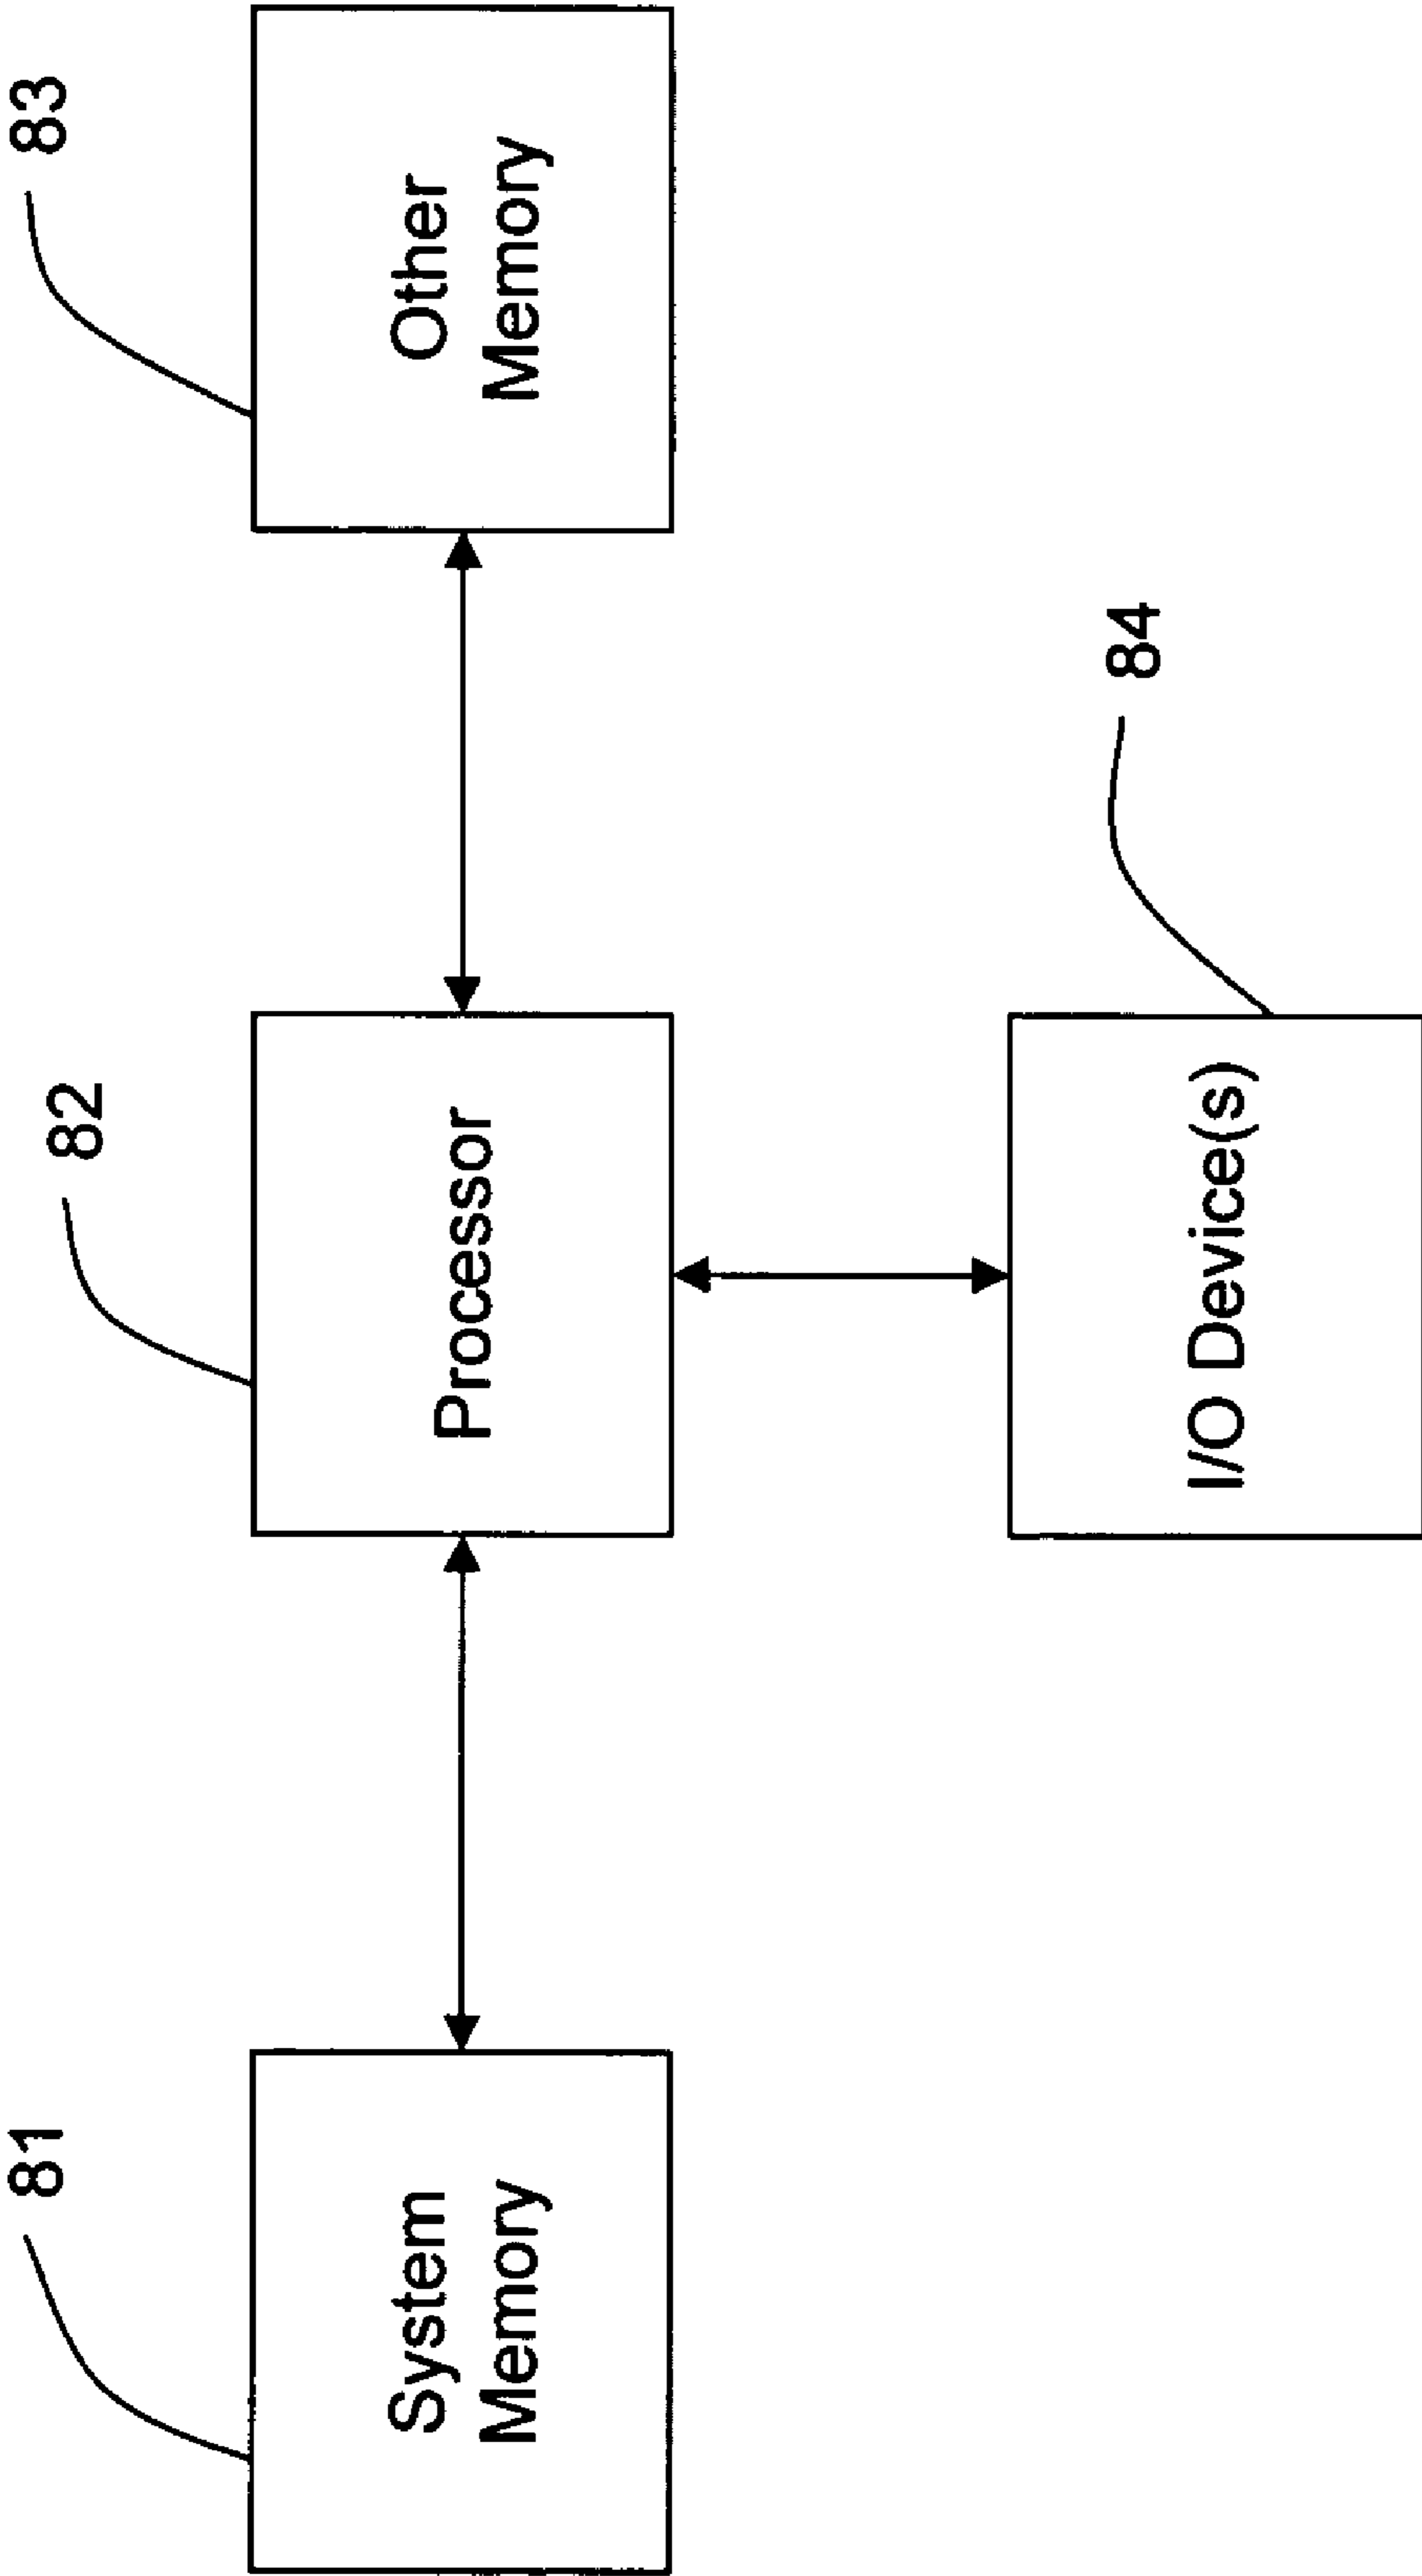 81
System
Memory
82
Processor
83
Other
Memory
84
I/O Device(s)